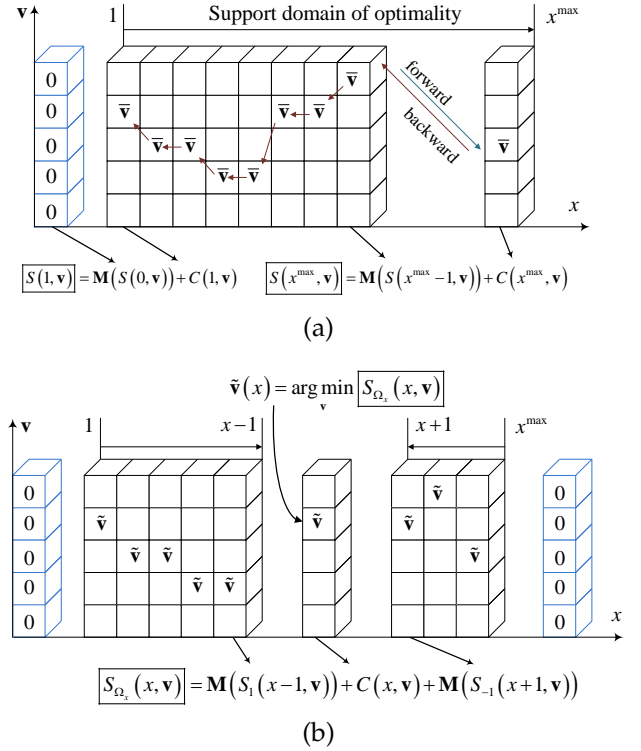 v 1 Support domain of optimality x^max
0 v̅
0 v̅ v̅ v̅ forward
0 v̅ v̅ backward v̅
0 v̅ v̅
0
x
S(1,v) = M(S(0,v)) + C(1,v) S(x^max,v) = M(S(x^max−1,v)) + C(x^max,v)
(a)
ṽ(x) = arg min_v S_Ω_x(x,v)
v 1 x−1 x+1 x^max
0 ṽ 0
0 ṽ ṽ ṽ 0
0 ṽ ṽ ṽ 0
0 ṽ ṽ 0
0 0
x
S_Ω_x(x,v) = M(S_1(x−1,v)) + C(x,v) + M(S_−1(x+1,v))
(b)